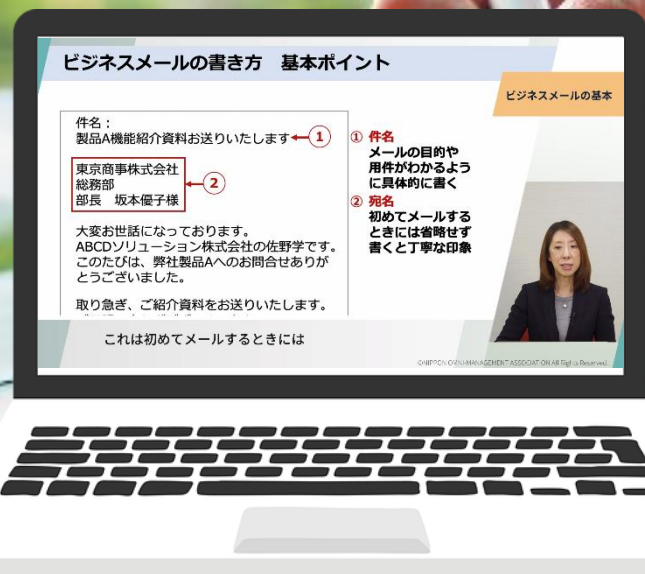 ビジネスメールの書き方　基本ポイント
ビジネスメールの基本
件名：
製品A機能紹介資料お送りいたします
①
東京商事株式会社
総務部
部長　坂本優子様
②
大変お世話になっております。
ABCDソリューション株式会社の佐野学です。
このたびは、弊社製品Aへのお問合せありが
とうございました。
取り急ぎ、ご紹介資料をお送りいたします。
① 件名
メールの目的や
用件がわかるよう
に具体的に書く
② 宛名
初めてメールする
ときには省略せず
書くと丁寧な印象
これは初めてメールするときには
©NIPPON OMNI-MANAGEMENT ASSOCIATION All Rights Reserved.